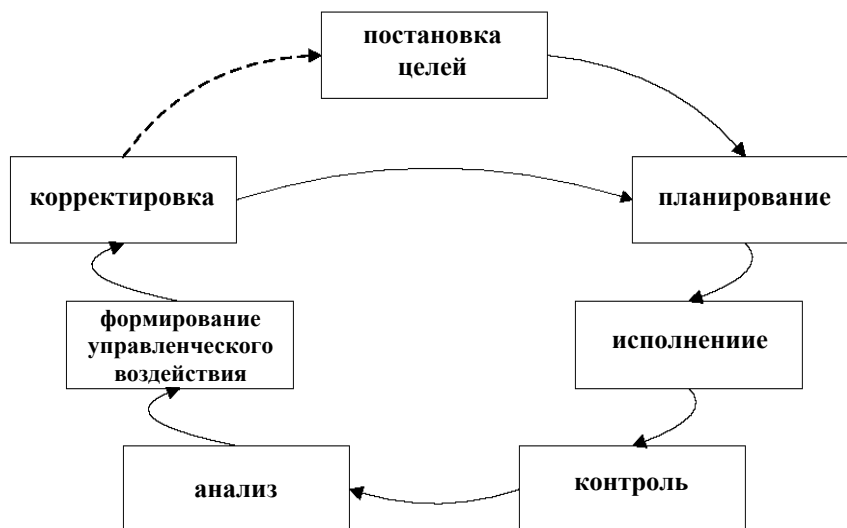 постановка
целей
корректировка
планирование
формирование
управленческого
воздействия
исполнениие
анализ
контроль